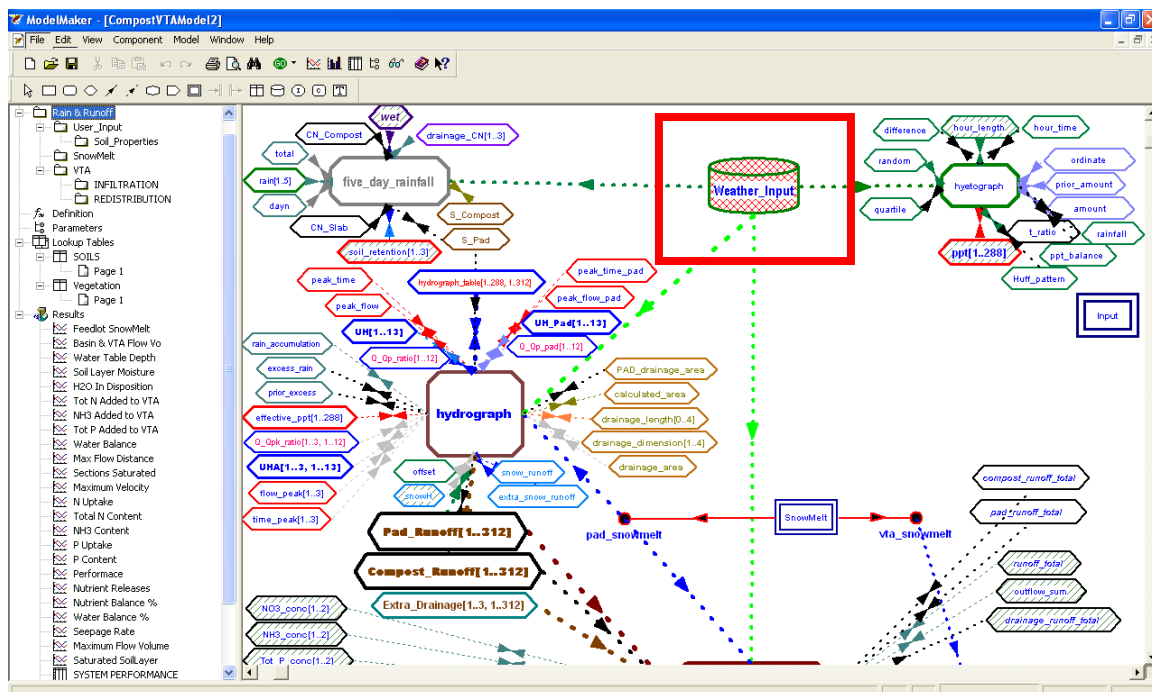 ModelMaker - [CompostVTAModel2]
File Edit View Component Model Window Help
Rain & Runoff
User_Input
Soil_Properties
SnowMelt
VTA
INFILTRATION
REDISTRIBUTION
Definition
Parameters
Lookup Tables
SOILS
Page 1
Vegetation
Page 1
Results
Feedlot SnowMelt
Basin & VTA Flow Vo
Water Table Depth
Soil Layer Moisture
H2O In Disposition
Tot N Added to VTA
NH3 Added to VTA
Tot P Added to VTA
Water Balance
Max Flow Distance
Sections Saturated
Maximum Velocity
N Uptake
Total N Content
NH3 Content
P Uptake
P Content
Performace
Nutrient Releases
Nutrient Balance %
Water Balance %
Seepage Rate
Maximum Flow Volume
Saturated SoilLayer
SYSTEM PERFORMANCE
wet
CN_Compost
drainage_CN[1..3]
total
rain[1..5]
five_day_rainfall
dayn
S_Compost
CN_Slab
S_Pad
soil_retention[1..3]
Weather_Input
difference
hour_length
hour_time
random
ordinate
hyetograph
prior_amount
quartile
amount
t_ratio
rainfall
ppt[1..288]
ppt_balance
Huff_pattern
Input
peak_time
hydrograph_table[1..288, 1..312]
peak_time_pad
peak_flow
peak_flow_pad
UH[1..13]
UH_Pad[1..13]
Q_Qp_ratio[1..12]
Q_Qp_pad[1..12]
rain_accumulation
excess_rain
PAD_drainage_area
prior_excess
calculated_area
hydrograph
effective_ppt[1..288]
drainage_length[0..4]
Q_Qpk_ratio[1..3, 1..12]
drainage_dimension[1..4]
UHA[1..3, 1..13]
drainage_area
flow_peak[1..3]
offset
snow_runoff
time_peak[1..3]
snowH
extra_snow_runoff
Pad_Runoff[1..312]
Compost_Runoff[1..312]
Extra_Drainage[1..3, 1..312]
SnowMelt
pad_snowmelt
vta_snowmelt
compost_runoff_total
pad_runoff_total
runoff_total
outflow_sum
drainage_runoff_total
NO3_conc[1..2]
NH3_conc[1..2]
Tot_P_conc[1..2]